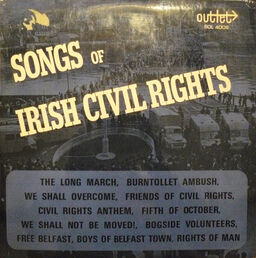 outlet
SONGS OF
IRISH CIVIL RIGHTS
THE LONG MARCH, BURNTOLLET AMBUSH,
WE SHALL OVERCOME, FRIENDS OF CIVIL RIGHTS,
CIVIL RIGHTS ANTHEM, FIFTH OF OCTOBER,
WE SHALL NOT BE MOVED!, BOGSIDE VOLUNTEERS,
FREE BELFAST, BOYS OF BELFAST TOWN, RIGHTS OF MAN